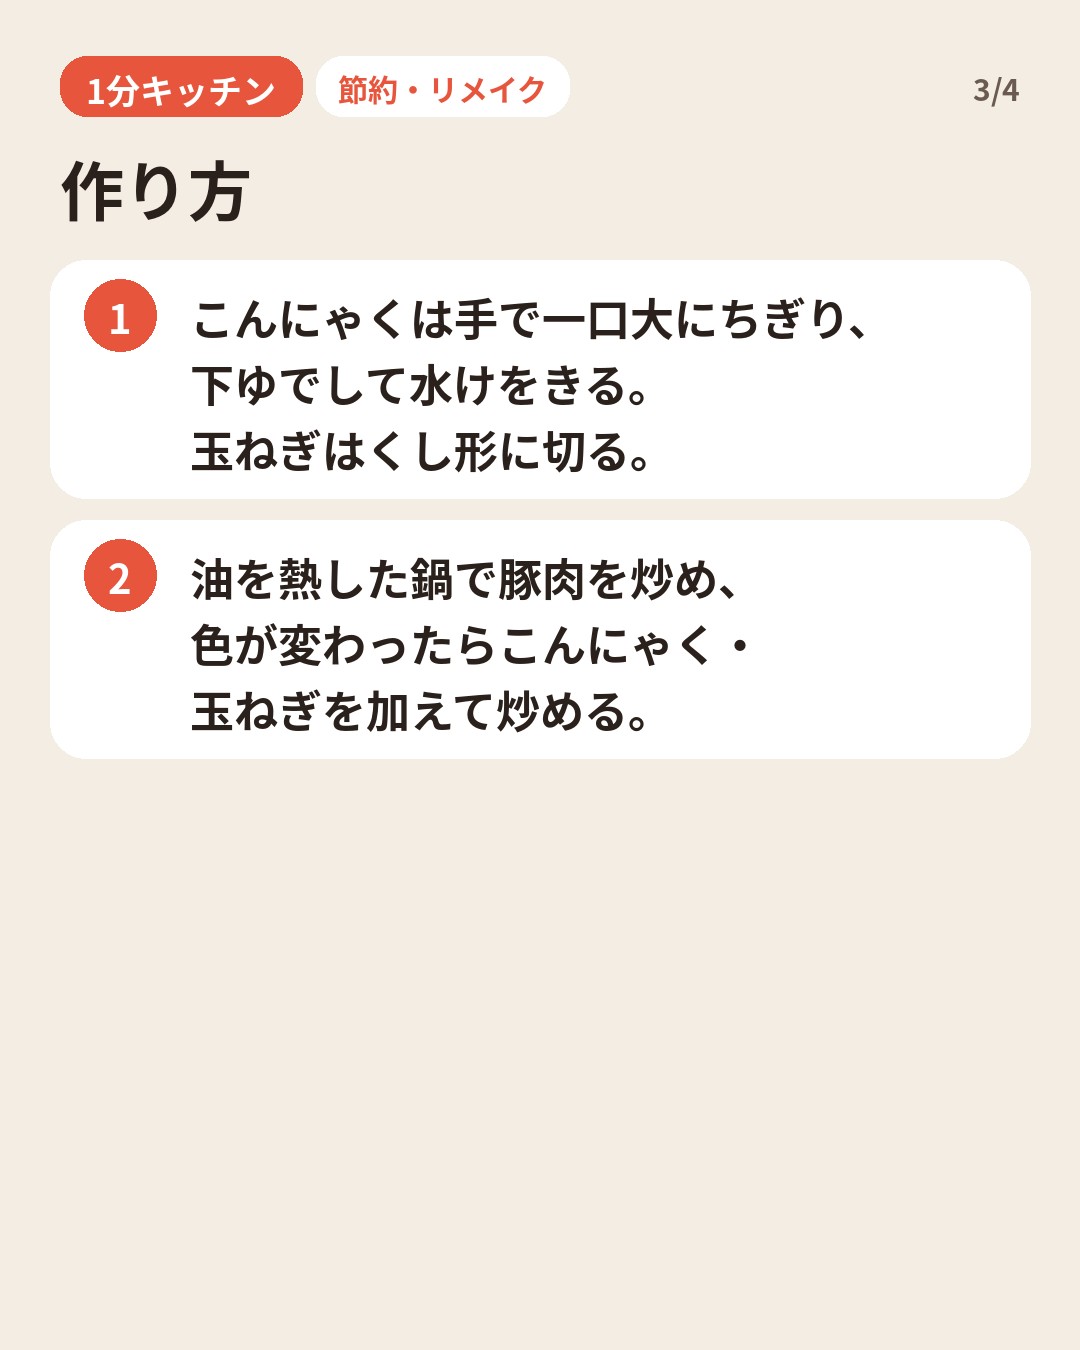 1分キッチン
節約・リメイク
3/4
作り方
1
こんにゃくは手で一口大にちぎり、
下ゆでして水けをきる。
玉ねぎはくし形に切る。
2
油を熱した鍋で豚肉を炒め、
色が変わったらこんにゃく・
玉ねぎを加えて炒める。